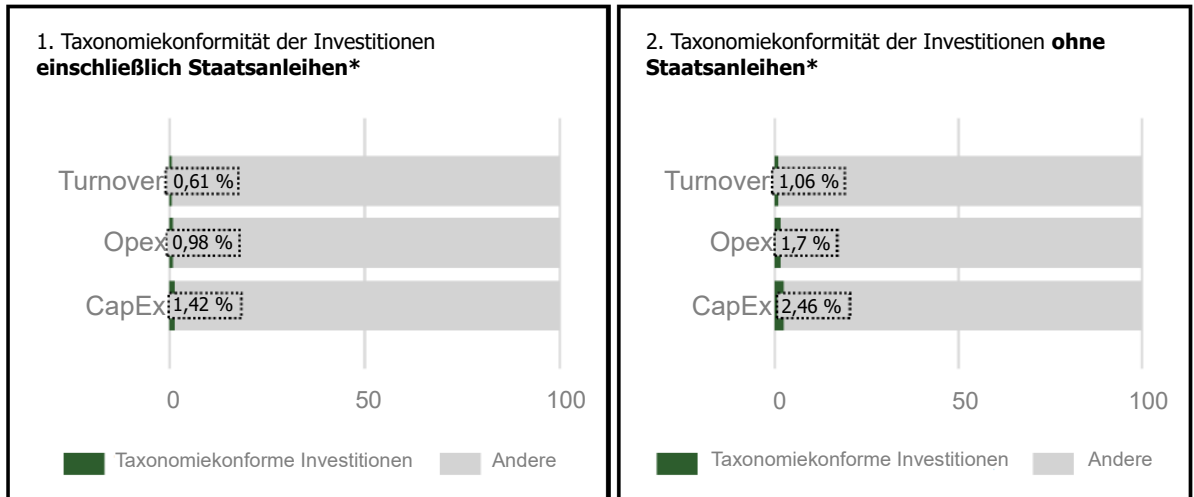 1. Taxonomiekonformität der Investitionen
einschließlich Staatsanleihen*
Turnover 0,61 %
Opex 0,98 %
CapEx 1,42 %
0 50 100
Taxonomiekonforme Investitionen Andere
2. Taxonomiekonformität der Investitionen ohne
Staatsanleihen*
Turnover 1,06 %
Opex 1,7 %
CapEx 2,46 %
0 50 100
Taxonomiekonforme Investitionen Andere